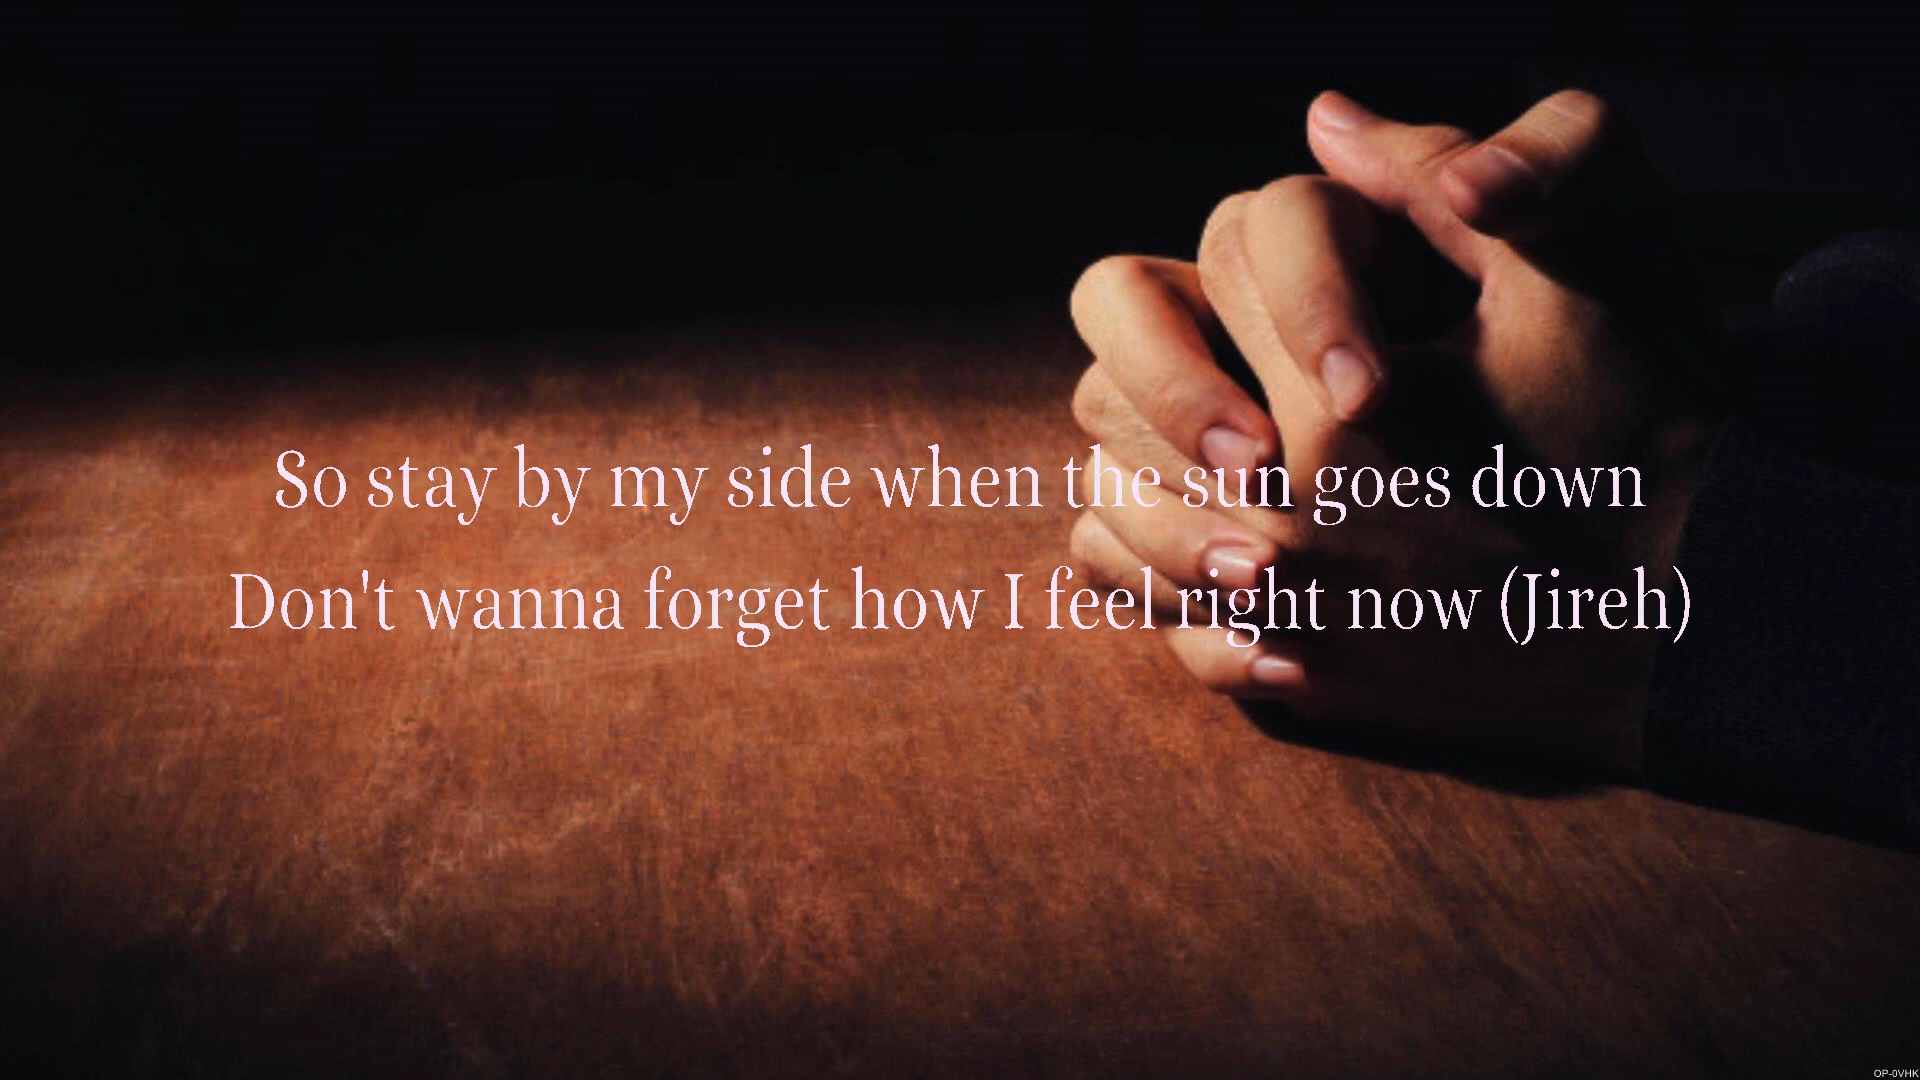 So stay by my side when the sun goes down
Don't wanna forget how I feel right now (Jireh)
OP-0VHK